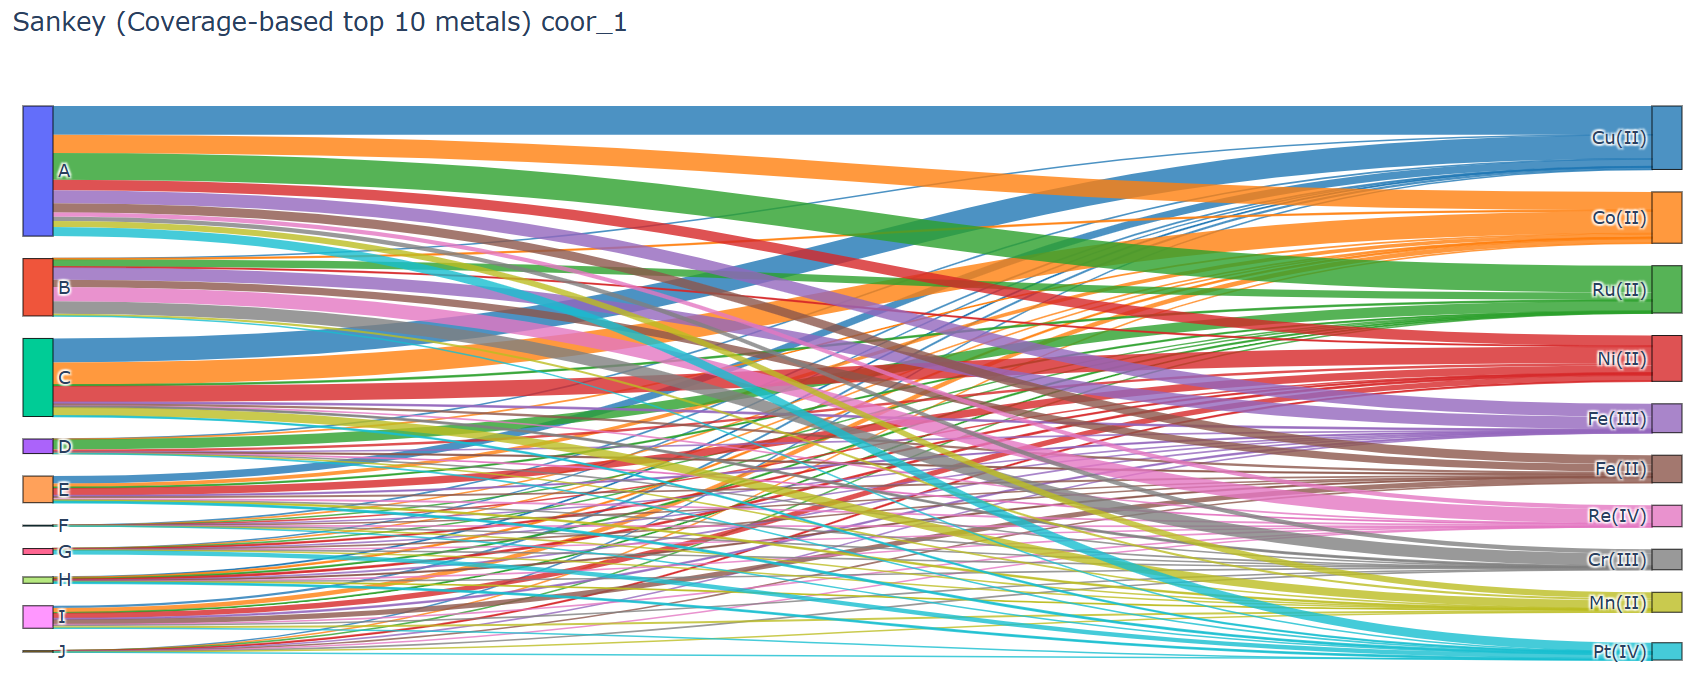 Sankey (Coverage-based top 10 metals) coor_1
A
B
C
D
E
F
G
H
I
J
Cu(II)
Co(II)
Ru(II)
Ni(II)
Fe(III)
Fe(II)
Re(IV)
Cr(III)
Mn(II)
Pt(IV)